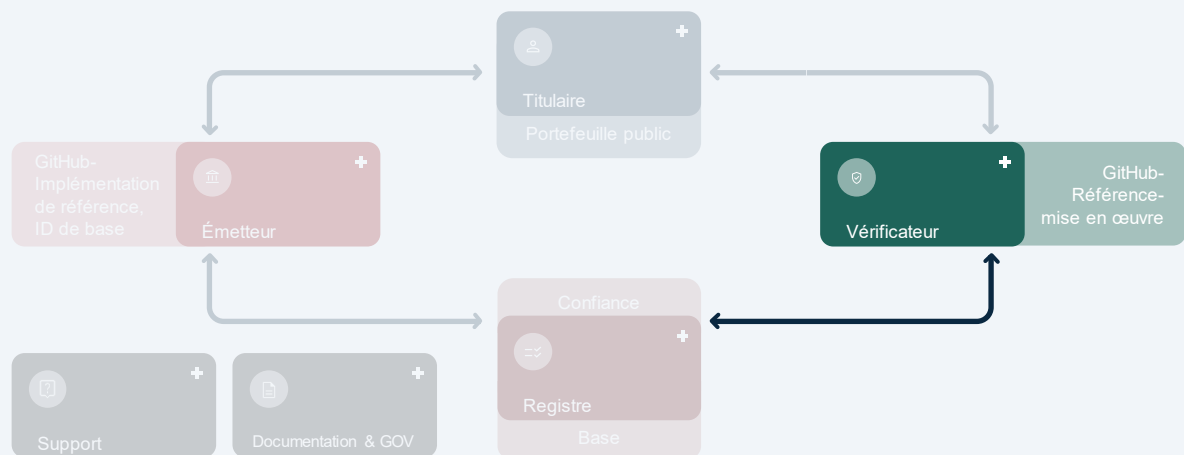 Titulaire
Portefeuille public
GitHub-
Implémentation
de référence,
ID de base
Émetteur
Vérificateur
GitHub-
Référence-
mise en œuvre
Confiance
Registre
Base
Support
Documentation & GOV